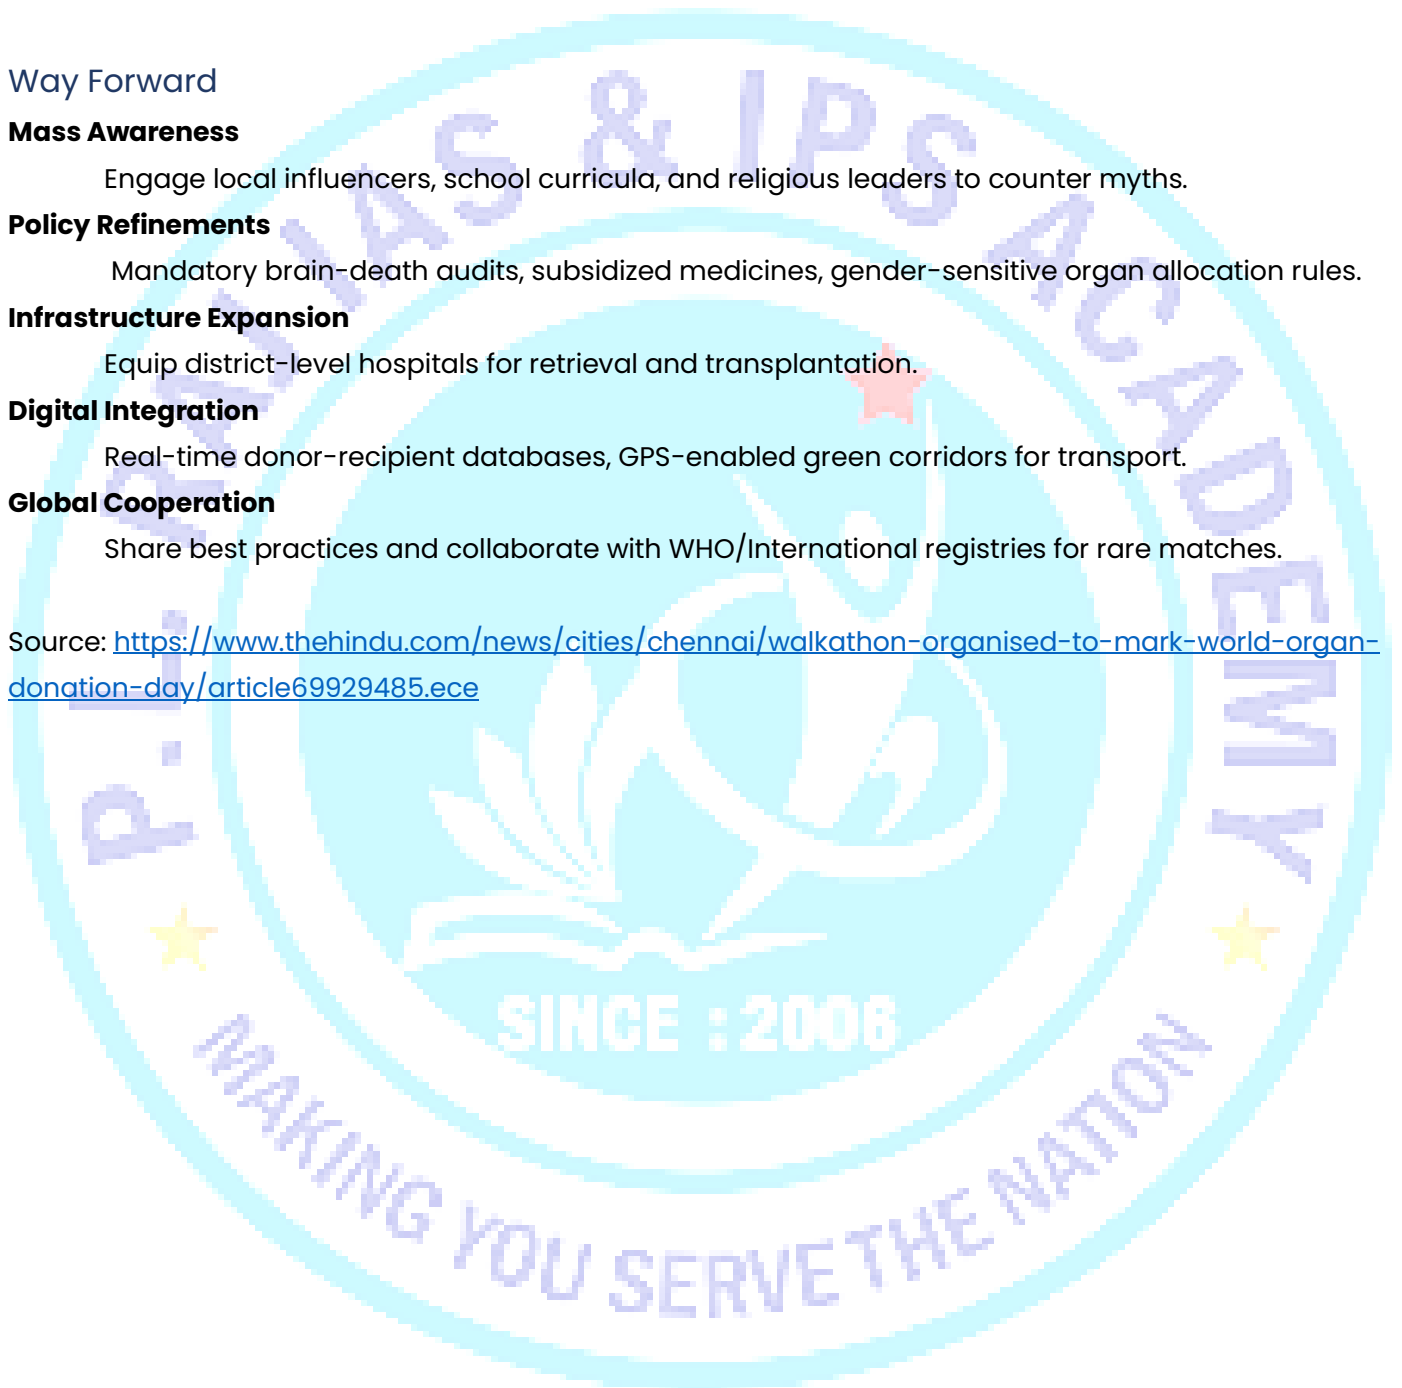 Way Forward
Mass Awareness
Engage local influencers, school curricula, and religious leaders to counter myths.
Policy Refinements
Mandatory brain-death audits, subsidized medicines, gender-sensitive organ allocation rules.
Infrastructure Expansion
Equip district-level hospitals for retrieval and transplantation.
Digital Integration
Real-time donor-recipient databases, GPS-enabled green corridors for transport.
Global Cooperation
Share best practices and collaborate with WHO/International registries for rare matches.
Source: https://www.thehindu.com/news/cities/chennai/walkathon-organised-to-mark-world-organ-
donation-day/article69929485.ece
P.L. RAJ IAS & IPS ACADEMY
SINCE : 2006
MAKING YOU SERVE THE NATION